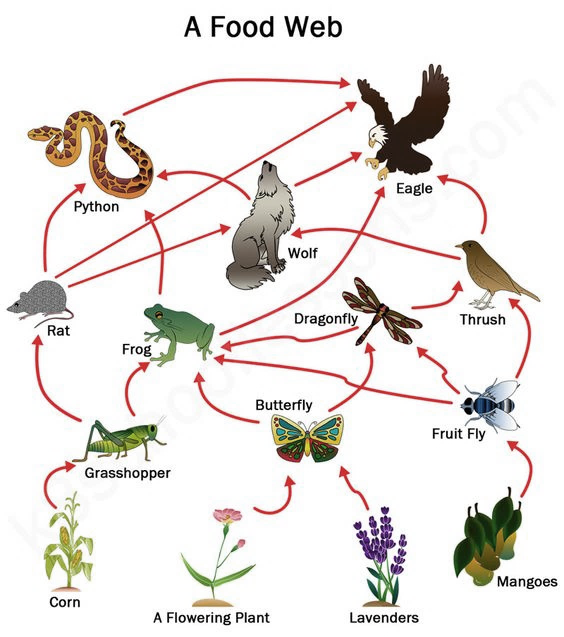 A Food Web
Python
Eagle
Wolf
Rat
Frog
Dragonfly
Thrush
Grasshopper
Butterfly
Fruit Fly
Corn
A Flowering Plant
Lavenders
Mangoes